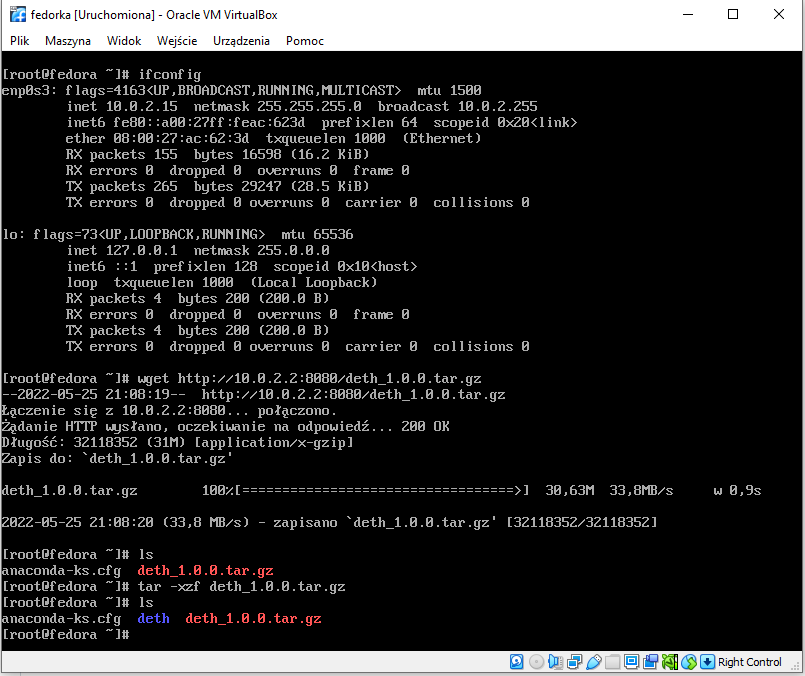 fedorka [Uruchomiona] - Oracle VM VirtualBox
Plik Maszyna Widok Wejście Urządzenia Pomoc
[root@fedora ~]# ifconfig
enp0s3: flags=4163<UP,BROADCAST,RUNNING,MULTICAST>  mtu 1500
        inet 10.0.2.15  netmask 255.255.255.0  broadcast 10.0.2.255
        inet6 fe80::a00:27ff:feac:623d  prefixlen 64  scopeid 0x20<link>
        ether 08:00:27:ac:62:3d  txqueuelen 1000  (Ethernet)
        RX packets 155  bytes 16598 (16.2 KiB)
        RX errors 0  dropped 0  overruns 0  frame 0
        TX packets 265  bytes 29247 (28.5 KiB)
        TX errors 0  dropped 0 overruns 0  carrier 0  collisions 0
lo: flags=73<UP,LOOPBACK,RUNNING>  mtu 65536
        inet 127.0.0.1  netmask 255.0.0.0
        inet6 ::1  prefixlen 128  scopeid 0x10<host>
        loop  txqueuelen 1000  (Local Loopback)
        RX packets 4  bytes 200 (200.0 B)
        RX errors 0  dropped 0  overruns 0  frame 0
        TX packets 4  bytes 200 (200.0 B)
        TX errors 0  dropped 0 overruns 0  carrier 0  collisions 0
[root@fedora ~]# wget http://10.0.2.2:8080/deth_1.0.0.tar.gz
--2022-05-25 21:08:19--  http://10.0.2.2:8080/deth_1.0.0.tar.gz
Łączenie się z 10.0.2.2:8080... połączono.
Żądanie HTTP wysłano, oczekiwanie na odpowiedź... 200 OK
Długość: 32118352 (31M) [application/x-gzip]
Zapis do: `deth_1.0.0.tar.gz'
deth_1.0.0.tar.gz        100%[==================================>]  30,63M  33,8MB/s     w 0,9s
2022-05-25 21:08:20 (33,8 MB/s) - zapisano `deth_1.0.0.tar.gz' [32118352/32118352]
[root@fedora ~]# ls
anaconda-ks.cfg  deth_1.0.0.tar.gz
[root@fedora ~]# tar -xzf deth_1.0.0.tar.gz
[root@fedora ~]# ls
anaconda-ks.cfg  deth  deth_1.0.0.tar.gz
[root@fedora ~]#
Right Control